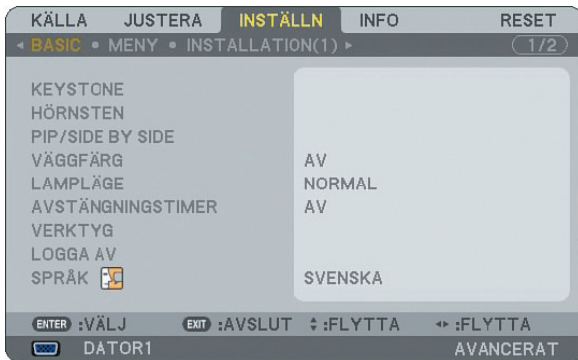 KÄLLA JUSTERA INSTÄLLN INFO RESET
BASIC • MENY • INSTALLATION(1) 1/2
KEYSTONE
HÖRNSTEN
PIP/SIDE BY SIDE
VÄGGFÄRG AV
LAMPLÄGE NORMAL
AVSTÄNGNINGSTIMER AV
VERKTYG
LOGGA AV
SPRÅK SVENSKA
ENTER :VÄLJ EXIT :AVSLUT :FLYTTA :FLYTTA
DATOR1 AVANCERAT